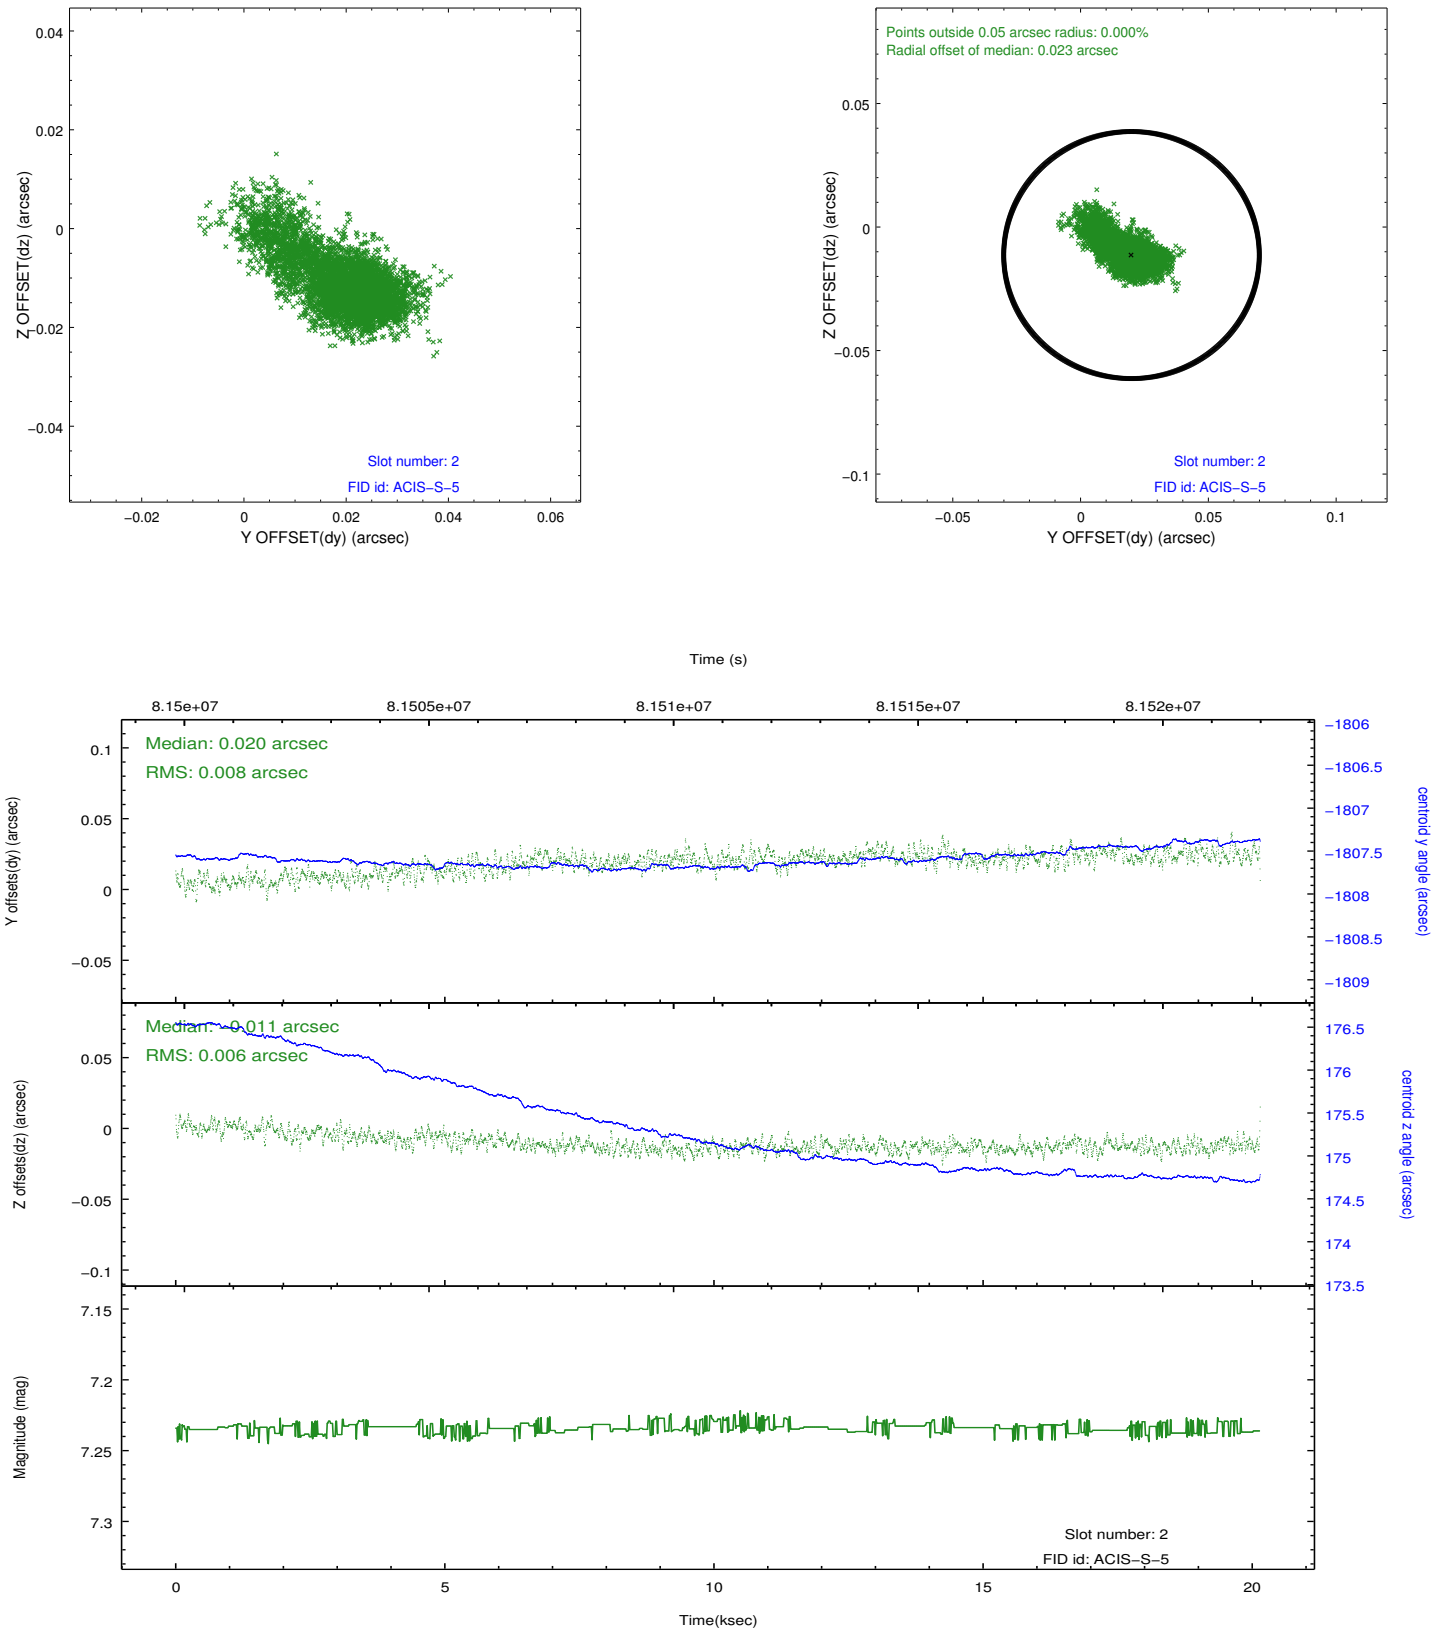 0.04
0.02
0
−0.02
−0.04
Z OFFSET(dz) (arcsec)
Slot number: 2
FID id: ACIS−S−5
−0.02
0
0.02
0.04
0.06
Y OFFSET(dy) (arcsec)
Points outside 0.05 arcsec radius: 0.000%
Radial offset of median: 0.023 arcsec
0.05
0
−0.05
−0.1
Z OFFSET(dz) (arcsec)
Slot number: 2
FID id: ACIS−S−5
−0.05
0
0.05
0.1
Y OFFSET(dy) (arcsec)
Time (s)
8.15e+07
8.1505e+07
8.151e+07
8.1515e+07
8.152e+07
Median: 0.020 arcsec
RMS: 0.008 arcsec
0.1
0.05
0
−0.05
Y offsets(dy) (arcsec)
−1806
−1806.5
−1807
−1807.5
−1808
−1808.5
−1809
centroid y angle (arcsec)
Median: −0.011 arcsec
RMS: 0.006 arcsec
0.05
0
−0.05
−0.1
Z offsets(dz) (arcsec)
176.5
176
175.5
175
174.5
174
173.5
centroid z angle (arcsec)
7.15
7.2
7.25
7.3
Magnitude (mag)
Slot number: 2
FID id: ACIS−S−5
0
5
10
15
20
Time(ksec)